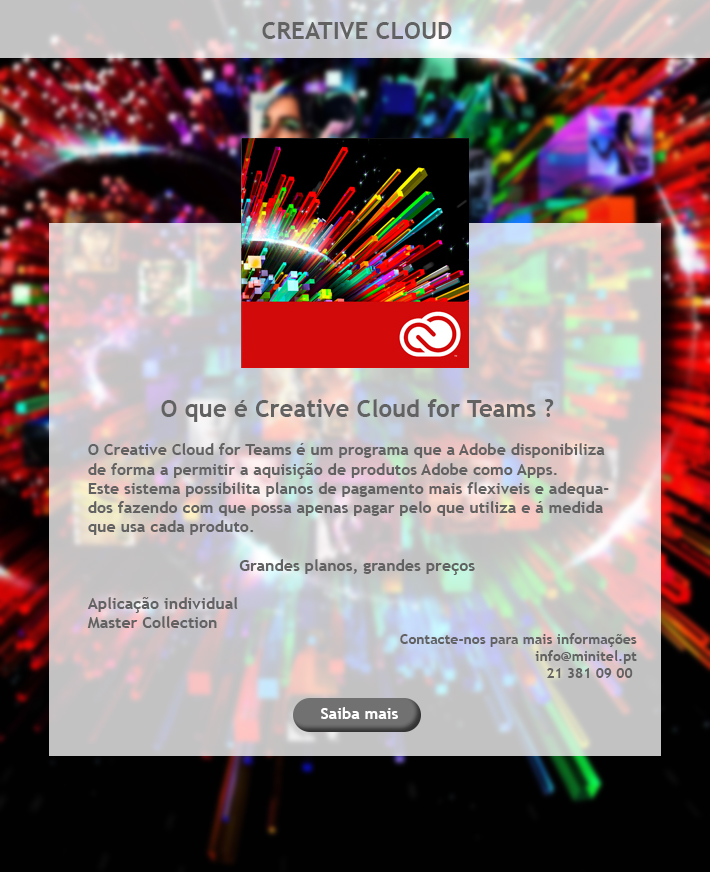 CREATIVE CLOUD
O que é Creative Cloud for Teams ?
O Creative Cloud for Teams é um programa que a Adobe disponibiliza
de forma a permitir a aquisição de produtos Adobe como Apps.
Este sistema possibilita planos de pagamento mais flexiveis e adequa-
dos fazendo com que possa apenas pagar pelo que utiliza e á medida
que usa cada produto.
Grandes planos, grandes preços
Aplicação individual
Master Collection
Contacte-nos para mais informações
info@minitel.pt
21 381 09 00
Saiba mais